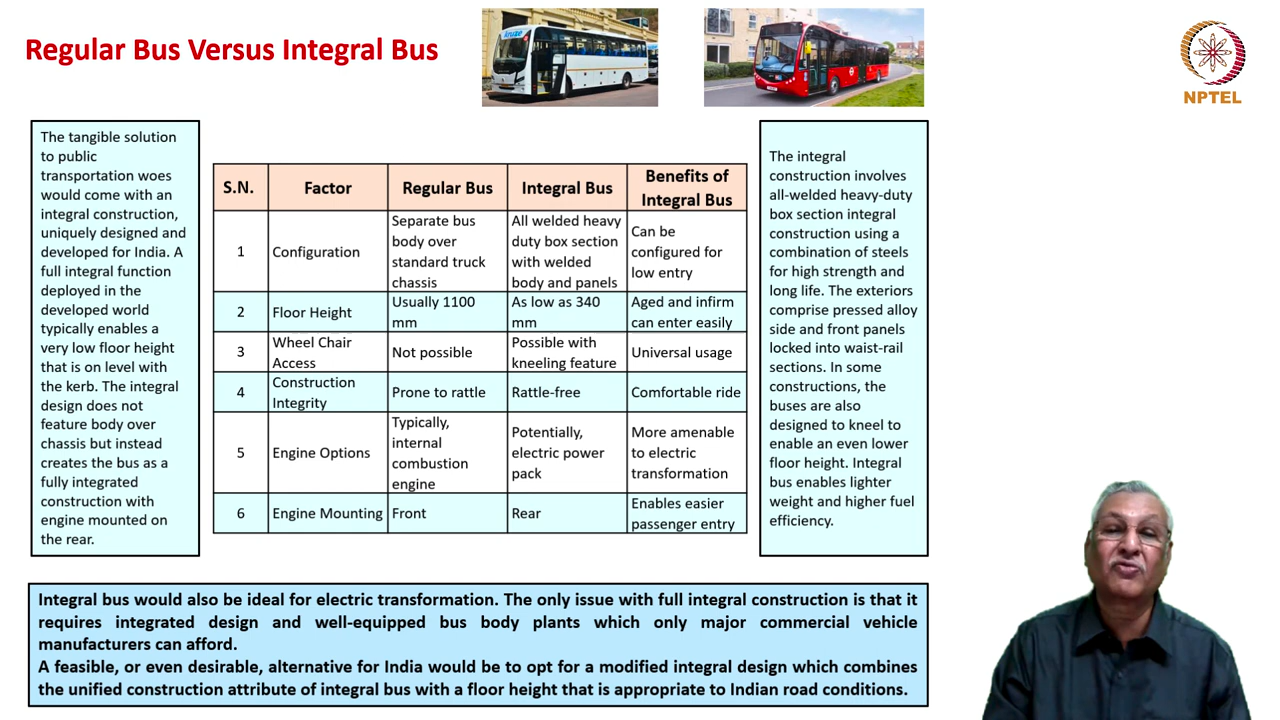 Regular Bus Versus Integral Bus
kruze
NPTEL
The tangible solution
to public
transportation woes
would come with an
integral construction,
uniquely designed and
developed for India. A
full integral function
deployed in the
developed world
typically enables a
very low floor height
that is on level with
the kerb. The integral
design does not
feature body over
chassis but instead
creates the bus as a
fully integrated
construction with
engine mounted on
the rear.
S.N. Factor Regular Bus Integral Bus Benefits of Integral Bus
1 Configuration Separate bus body over standard truck chassis All welded heavy duty box section with welded body and panels Can be configured for low entry
2 Floor Height Usually 1100 mm As low as 340 mm Aged and infirm can enter easily
3 Wheel Chair Access Not possible Possible with kneeling feature Universal usage
4 Construction Integrity Prone to rattle Rattle-free Comfortable ride
5 Engine Options Typically, internal combustion engine Potentially, electric power pack More amenable to electric transformation
6 Engine Mounting Front Rear Enables easier passenger entry
The integral
construction involves
all-welded heavy-duty
box section integral
construction using a
combination of steels
for high strength and
long life. The exteriors
comprise pressed alloy
side and front panels
locked into waist-rail
sections. In some
constructions, the
buses are also
designed to kneel to
enable an even lower
floor height. Integral
bus enables lighter
weight and higher fuel
efficiency.
Integral bus would also be ideal for electric transformation. The only issue with full integral construction is that it
requires integrated design and well-equipped bus body plants which only major commercial vehicle
manufacturers can afford.
A feasible, or even desirable, alternative for India would be to opt for a modified integral design which combines
the unified construction attribute of integral bus with a floor height that is appropriate to Indian road conditions.